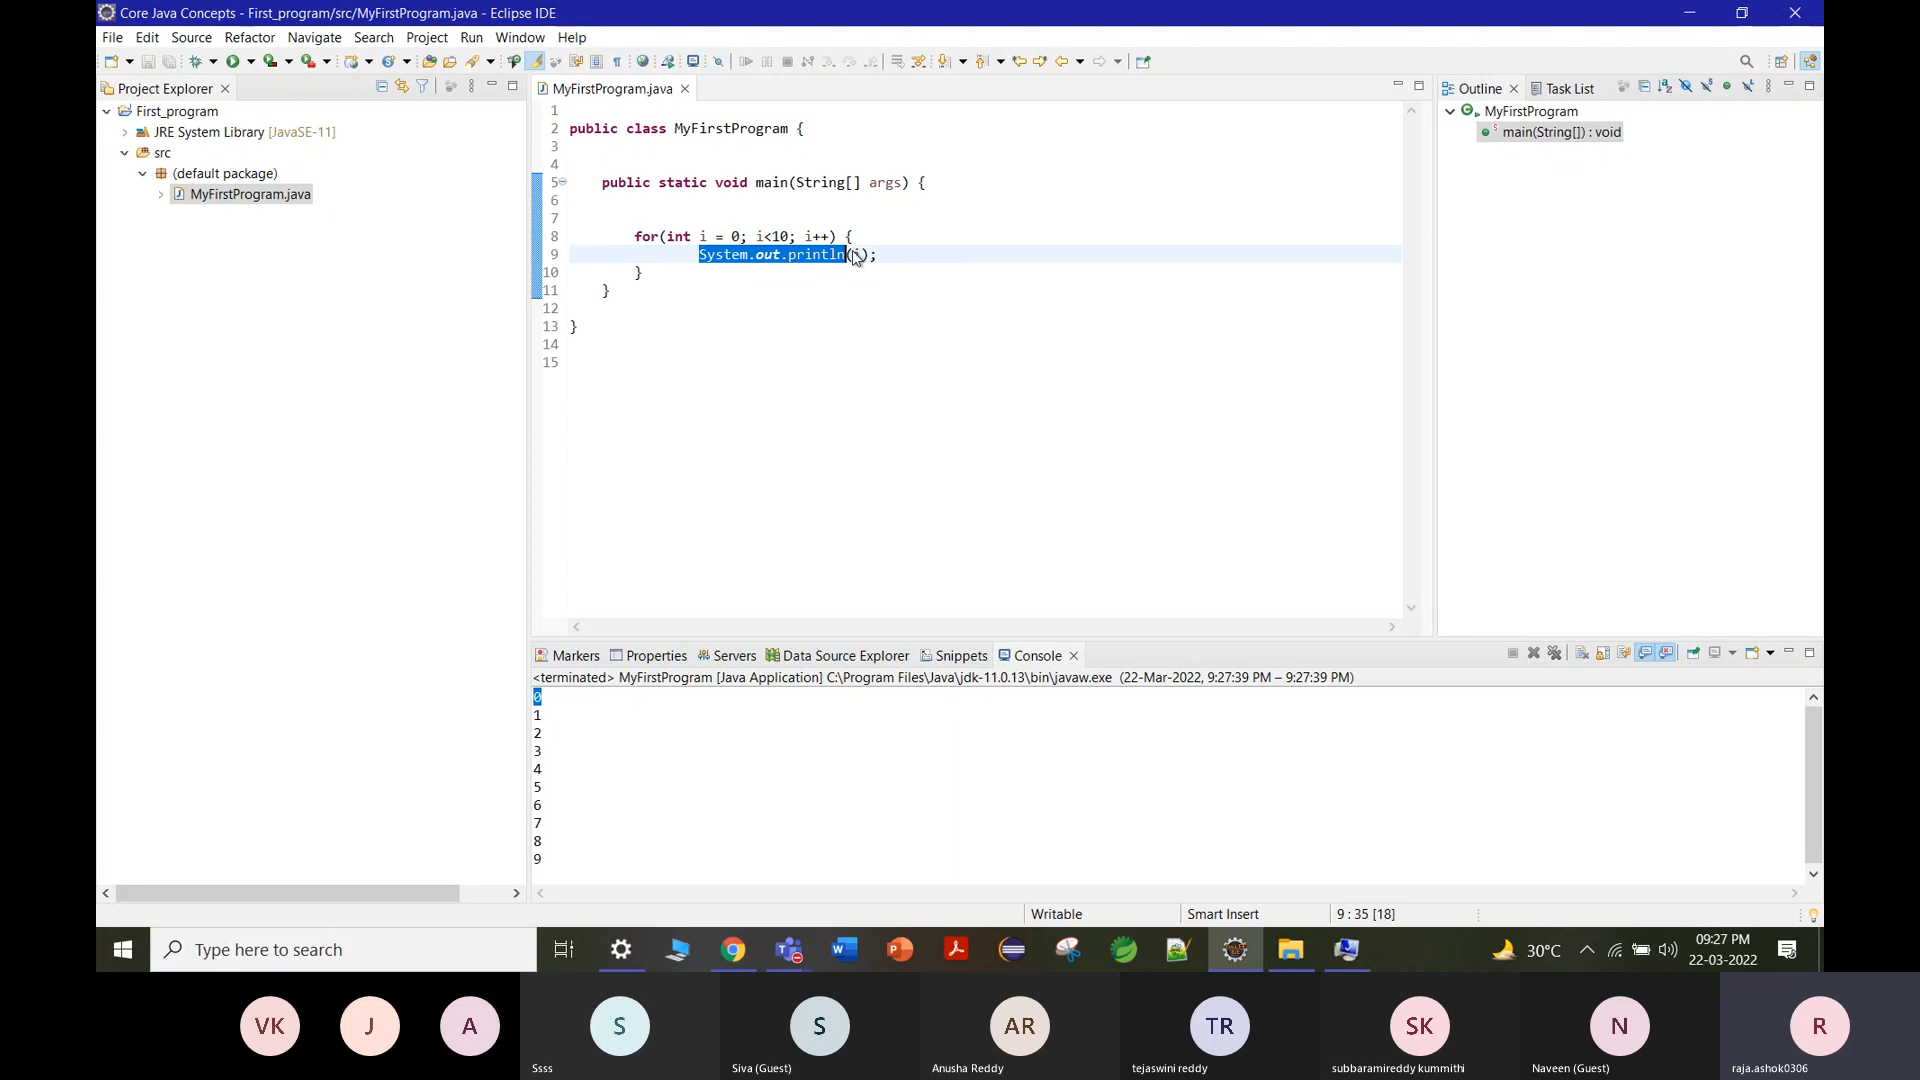 Core Java Concepts - First_program/src/MyFirstProgram.java - Eclipse IDE
File Edit Source Refactor Navigate Search Project Run Window Help
Project Explorer
First_program
JRE System Library [JavaSE-11]
src
(default package)
MyFirstProgram.java
MyFirstProgram.java
1
2 public class MyFirstProgram {
3
4
5 public static void main(String[] args) {
6
7
8 for(int i = 0; i<10; i++) {
9 System.out.println(i);
10 }
11 }
12
13 }
14
15
Outline Task List
MyFirstProgram
main(String[]) : void
Markers Properties Servers Data Source Explorer Snippets Console
<terminated> MyFirstProgram [Java Application] C:\Program Files\Java\jdk-11.0.13\bin\javaw.exe (22-Mar-2022, 9:27:39 PM – 9:27:39 PM)
0
1
2
3
4
5
6
7
8
9
Writable Smart Insert 9 : 35 [18]
Type here to search
30°C
09:27 PM
22-03-2022
VK J A S S AR TR SK N R
Ssss Siva (Guest) Anusha Reddy tejaswini reddy subbaramireddy kummithi Naveen (Guest) raja.ashok0306